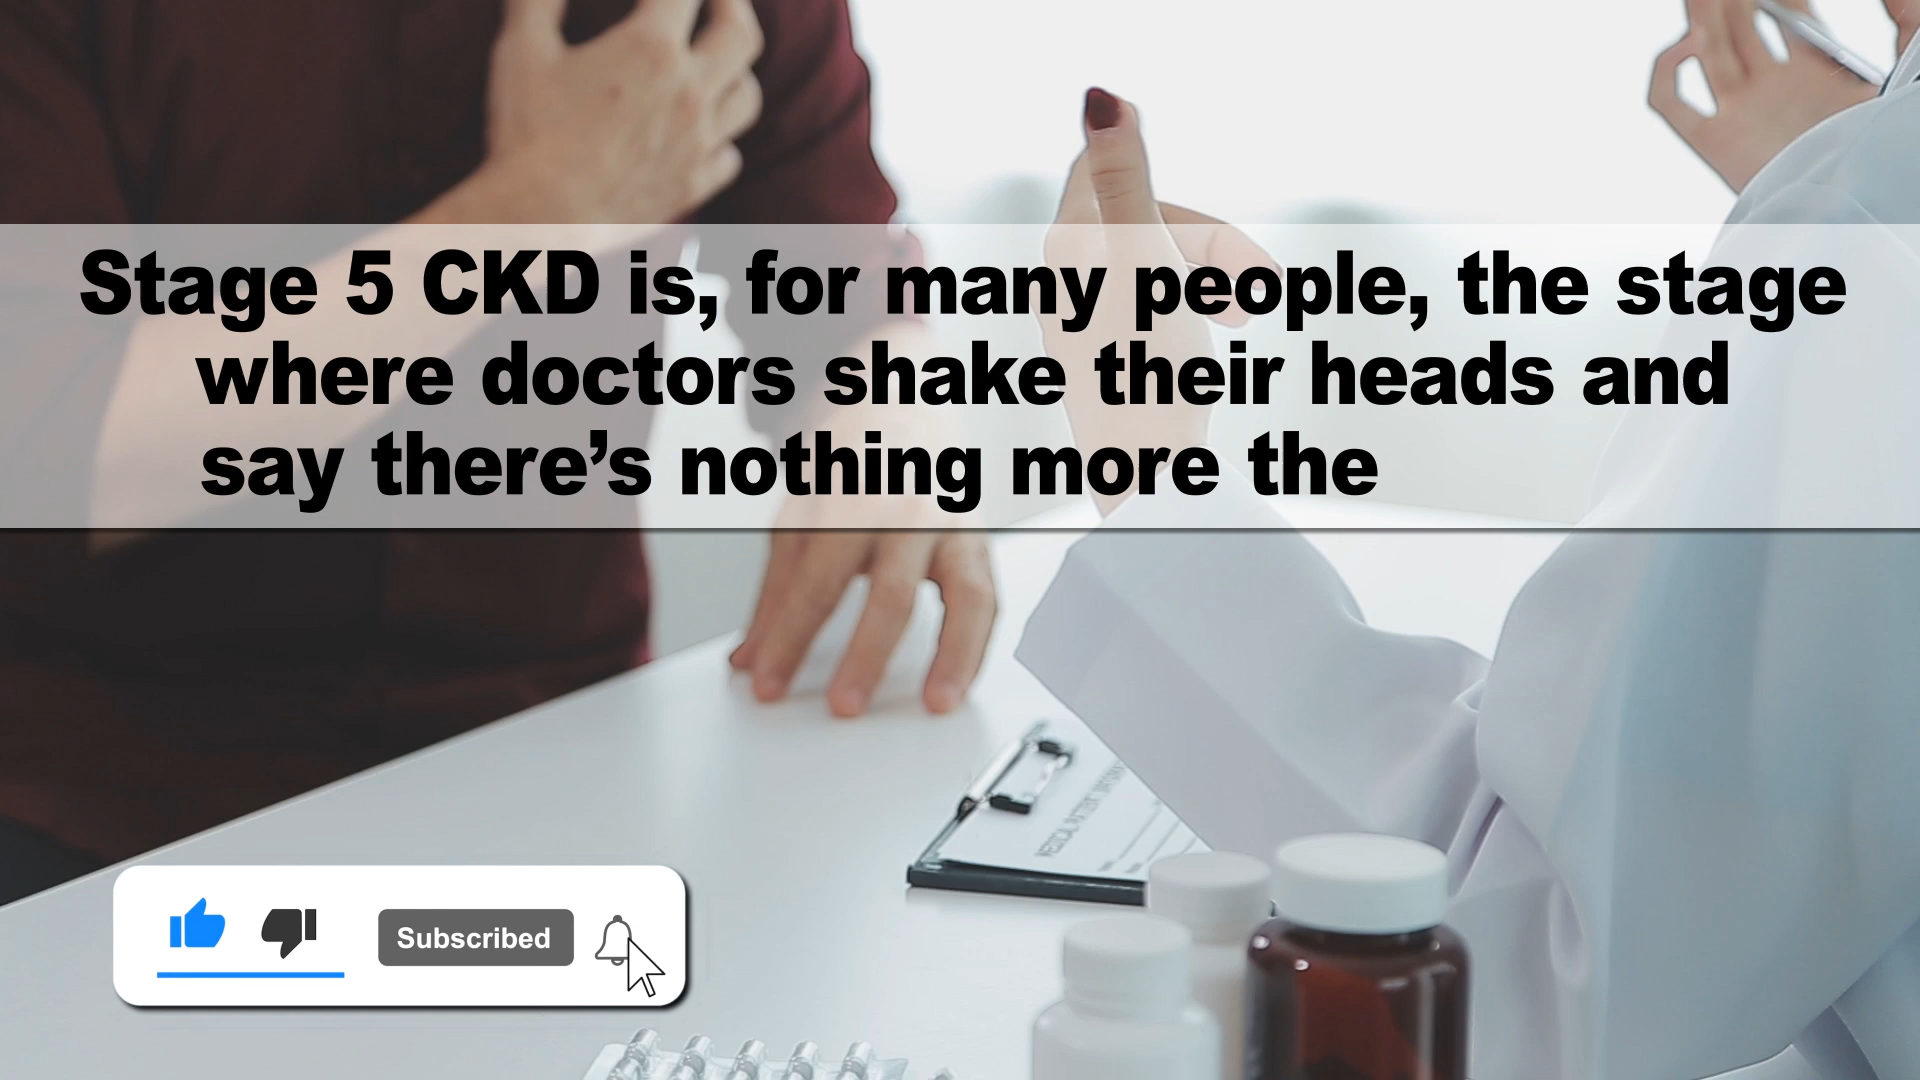 Stage 5 CKD is, for many people, the stage
where doctors shake their heads and
say there’s nothing more the
Subscribed